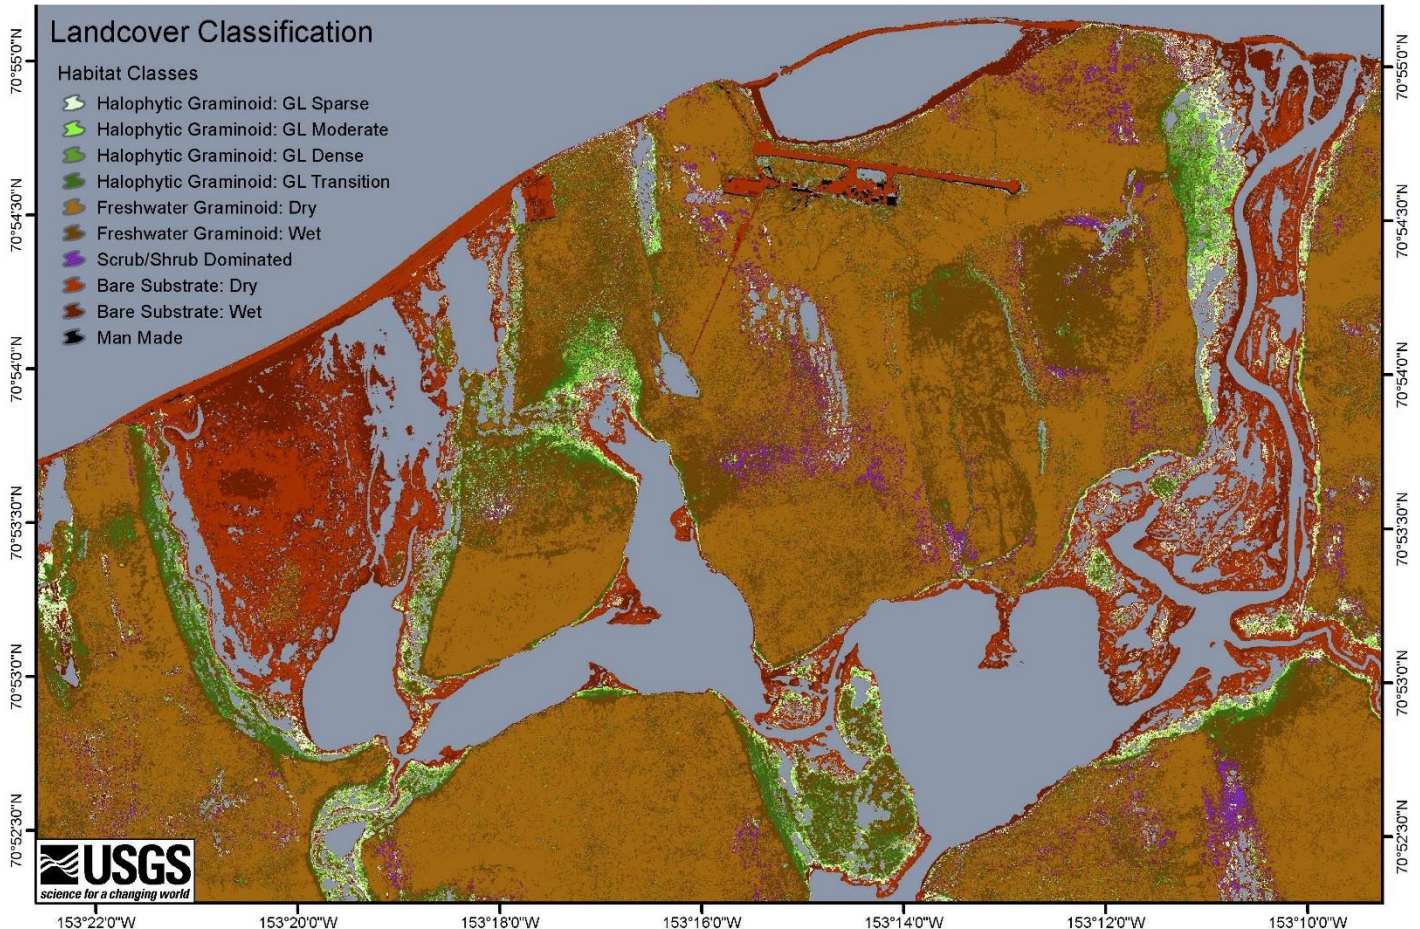 Landcover Classification
Habitat Classes
Halophytic Graminoid: GL Sparse
Halophytic Graminoid: GL Moderate
Halophytic Graminoid: GL Dense
Halophytic Graminoid: GL Transition
Freshwater Graminoid: Dry
Freshwater Graminoid: Wet
Scrub/Shrub Dominated
Bare Substrate: Dry
Bare Substrate: Wet
Man Made
70°55'0"N
70°54'30"N
70°54'0"N
70°53'30"N
70°53'0"N
70°52'30"N
70°55'0"N
70°54'30"N
70°54'0"N
70°53'30"N
70°53'0"N
70°52'30"N
USGS
science for a changing world
153°22'0"W 153°20'0"W 153°18'0"W 153°16'0"W 153°14'0"W 153°12'0"W 153°10'0"W